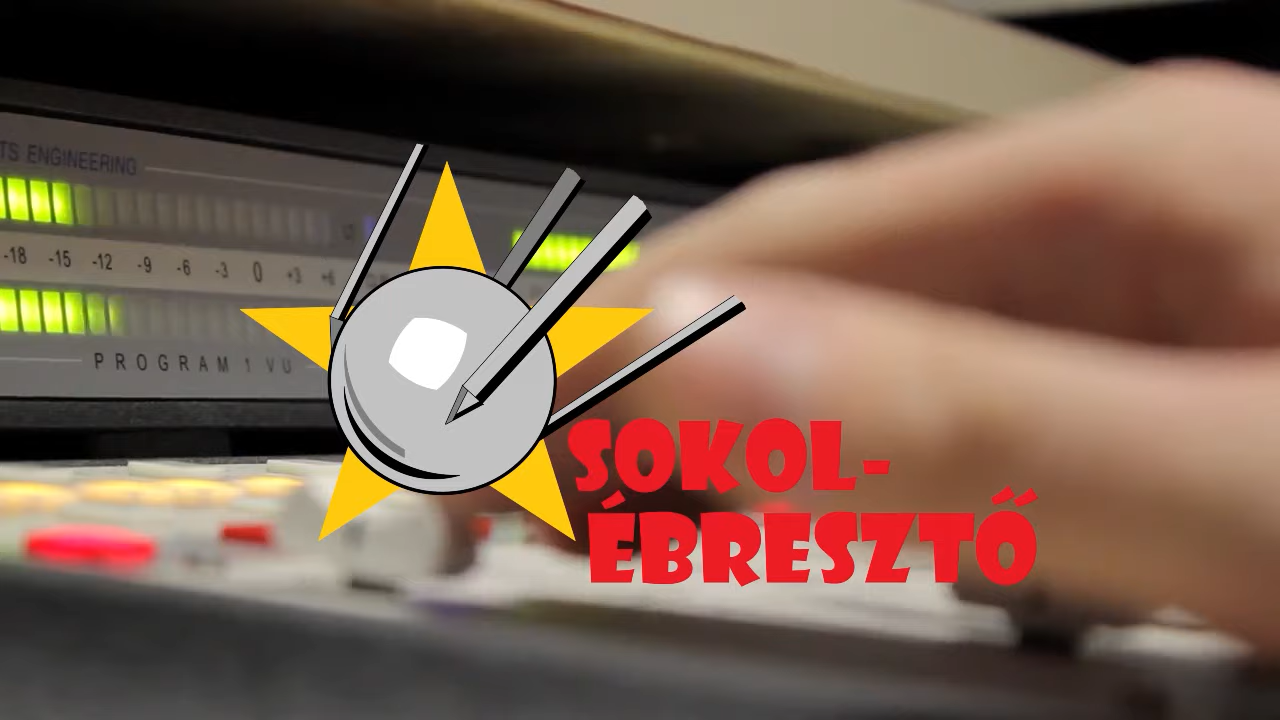 TS ENGINEERING
-18 -15 -12 -9 -6 -3 0 +3 +6
PROGRAM 1 VU
SOKOL-
ÉBRESZTŐ